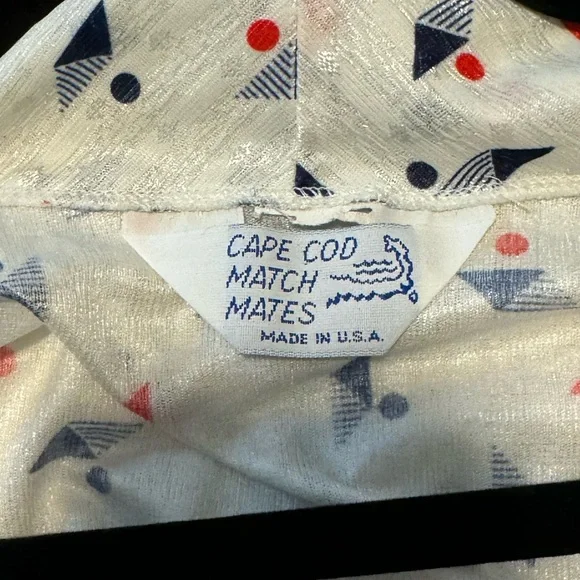 CAPE COD
MATCH
MATES
MADE IN U.S.A.